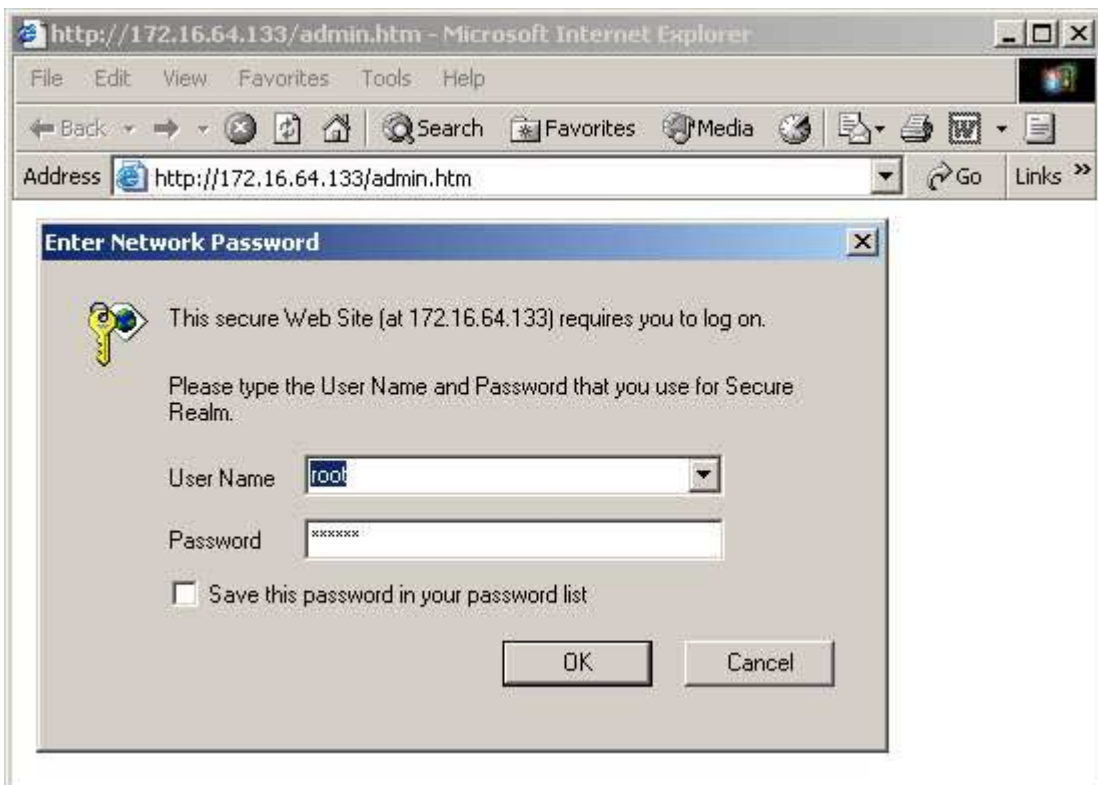 http://172.16.64.133/admin.htm - Microsoft Internet Explorer
File Edit View Favorites Tools Help
Back Search Favorites Media
Address http://172.16.64.133/admin.htm Go Links »
Enter Network Password
This secure Web Site (at 172.16.64.133) requires you to log on.
Please type the User Name and Password that you use for Secure
Realm.
User Name root
Password ******
Save this password in your password list
OK Cancel